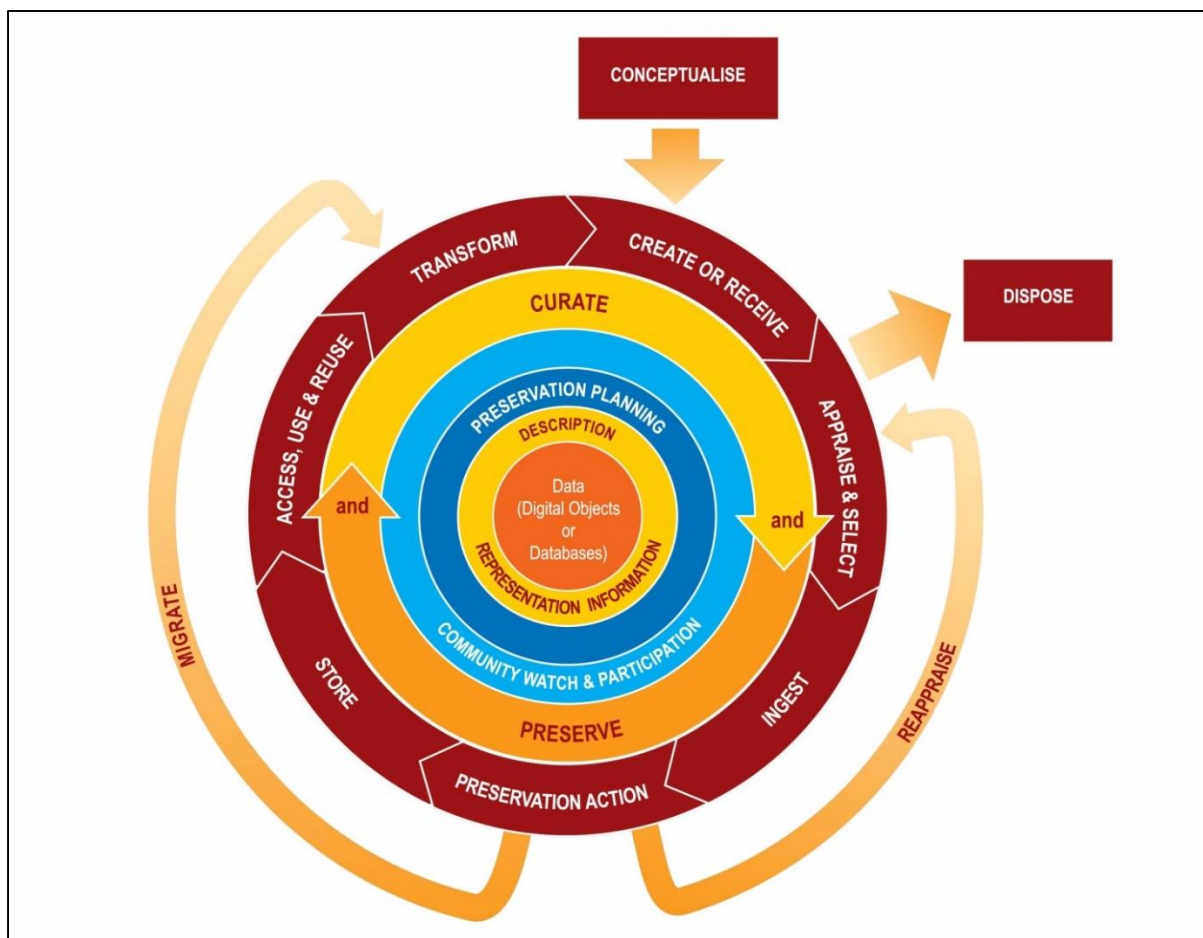 CONCEPTUALISE
DISPOSE
TRANSFORM
CREATE OR RECEIVE
APPRAISE & SELECT
INGEST
PRESERVATION ACTION
STORE
ACCESS, USE & REUSE
CURATE
and
PRESERVE
and
COMMUNITY WATCH & PARTICIPATION
PRESERVATION PLANNING
DESCRIPTION
REPRESENTATION INFORMATION
Data
(Digital Objects
or
Databases)
MIGRATE
REAPPRAISE